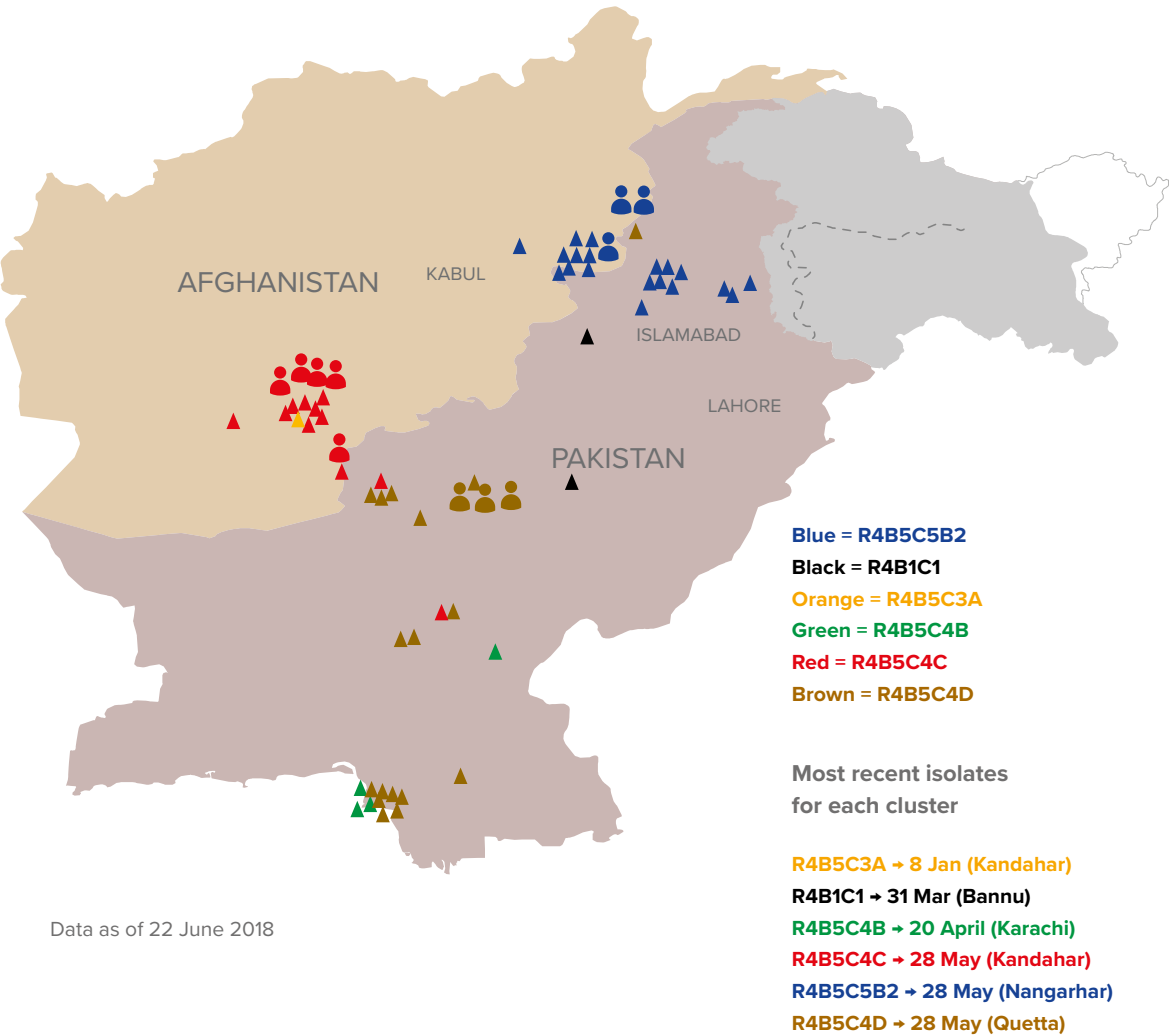 AFGHANISTAN
KABUL
ISLAMABAD
LAHORE
PAKISTAN
Blue = R4B5C5B2
Black = R4B1C1
Orange = R4B5C3A
Green = R4B5C4B
Red = R4B5C4C
Brown = R4B5C4D
Most recent isolates
for each cluster
R4B5C3A → 8 Jan (Kandahar)
R4B1C1 → 31 Mar (Bannu)
R4B5C4B → 20 April (Karachi)
R4B5C4C → 28 May (Kandahar)
R4B5C5B2 → 28 May (Nangarhar)
R4B5C4D → 28 May (Quetta)
Data as of 22 June 2018